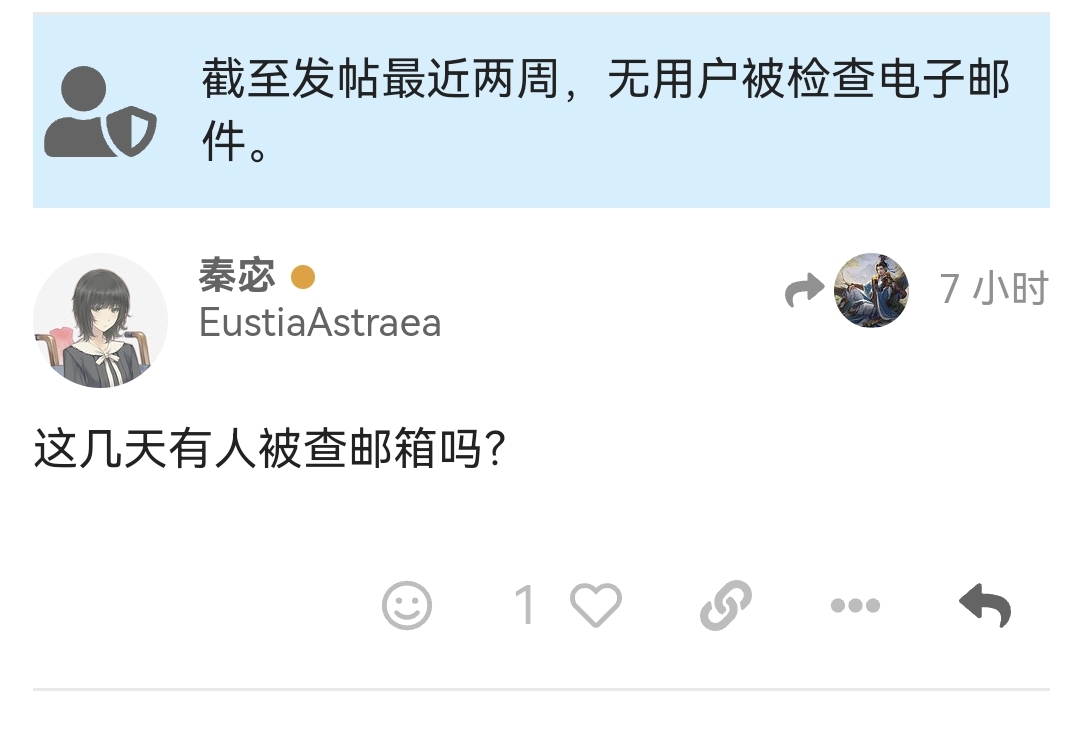 截至发帖最近两周，无用户被检查电子邮
件。
秦宓
EustiaAstraea
7 小时
这几天有人被查邮箱吗？
1